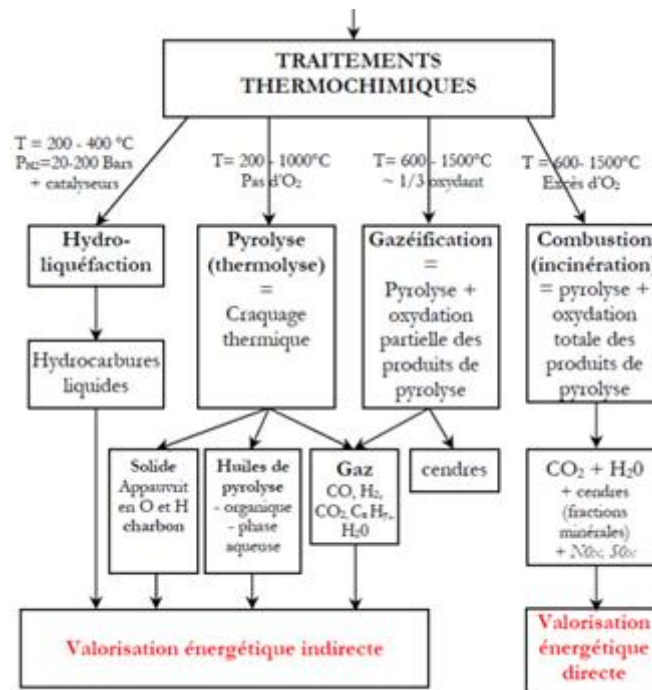 TRAITEMENTS
THERMOCHIMIQUES
T = 200 - 400 °C
P_H2=20-200 Bars
+ catalyseurs
T= 200 - 1000°C
Pas d'O₂
T= 600 - 1500°C
~ 1/3 oxydant
T = 600- 1500°C
Excès d'O₂
Hydro-
liquéfaction
Pyrolyse
(thermolyse)
=
Craquage
thermique
Gazéification
=
Pyrolyse +
oxydation
partielle des
produits de
pyrolyse
Combustion
(incinération)
= pyrolyse +
oxydation
totale des
produits de
pyrolyse
Hydrocarbures
liquides
Solide
Appauvrit
en O et H
charbon
Huiles de
pyrolyse
- organique
- phase
aqueuse
Gaz
CO, H₂,
CO₂,
H₂0
cendres
CO₂ + H₂0
+ cendres
(fractions
minérales)
+ N0x, S0x
Valorisation énergétique indirecte
Valorisation
énergétique
directe